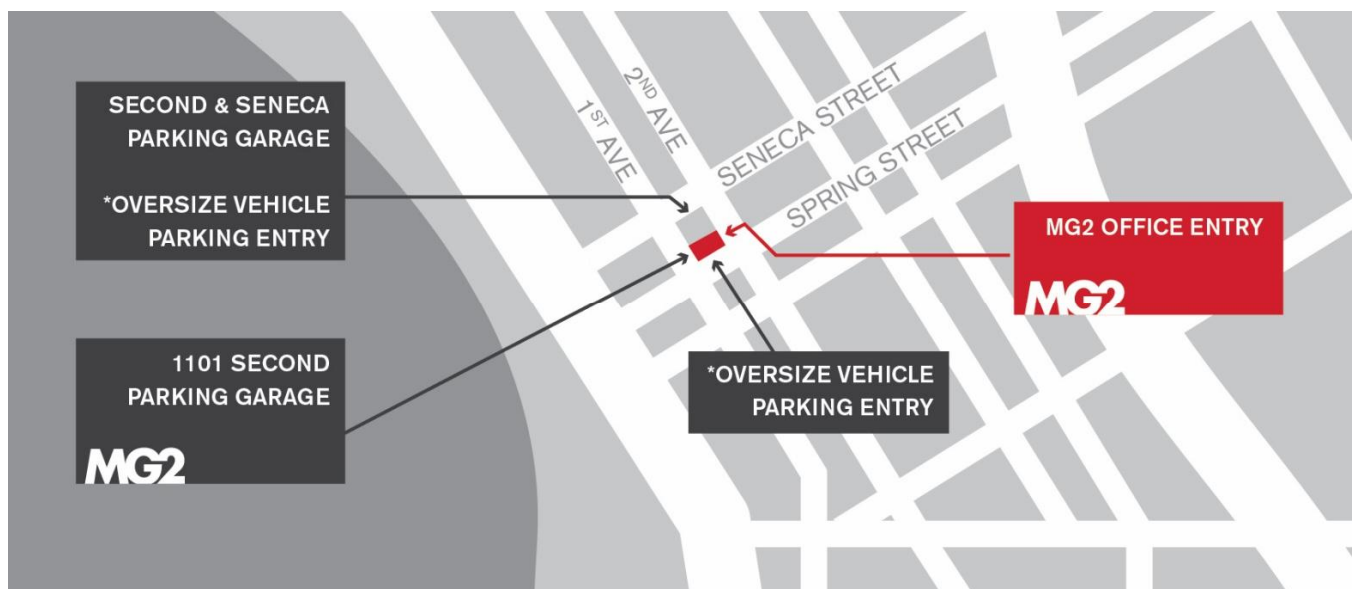 SECOND & SENECA
PARKING GARAGE
*OVERSIZE VEHICLE
PARKING ENTRY
1101 SECOND
PARKING GARAGE
MG2
1ST AVE
2ND AVE
SENECA STREET
SPRING STREET
*OVERSIZE VEHICLE
PARKING ENTRY
MG2 OFFICE ENTRY
MG2